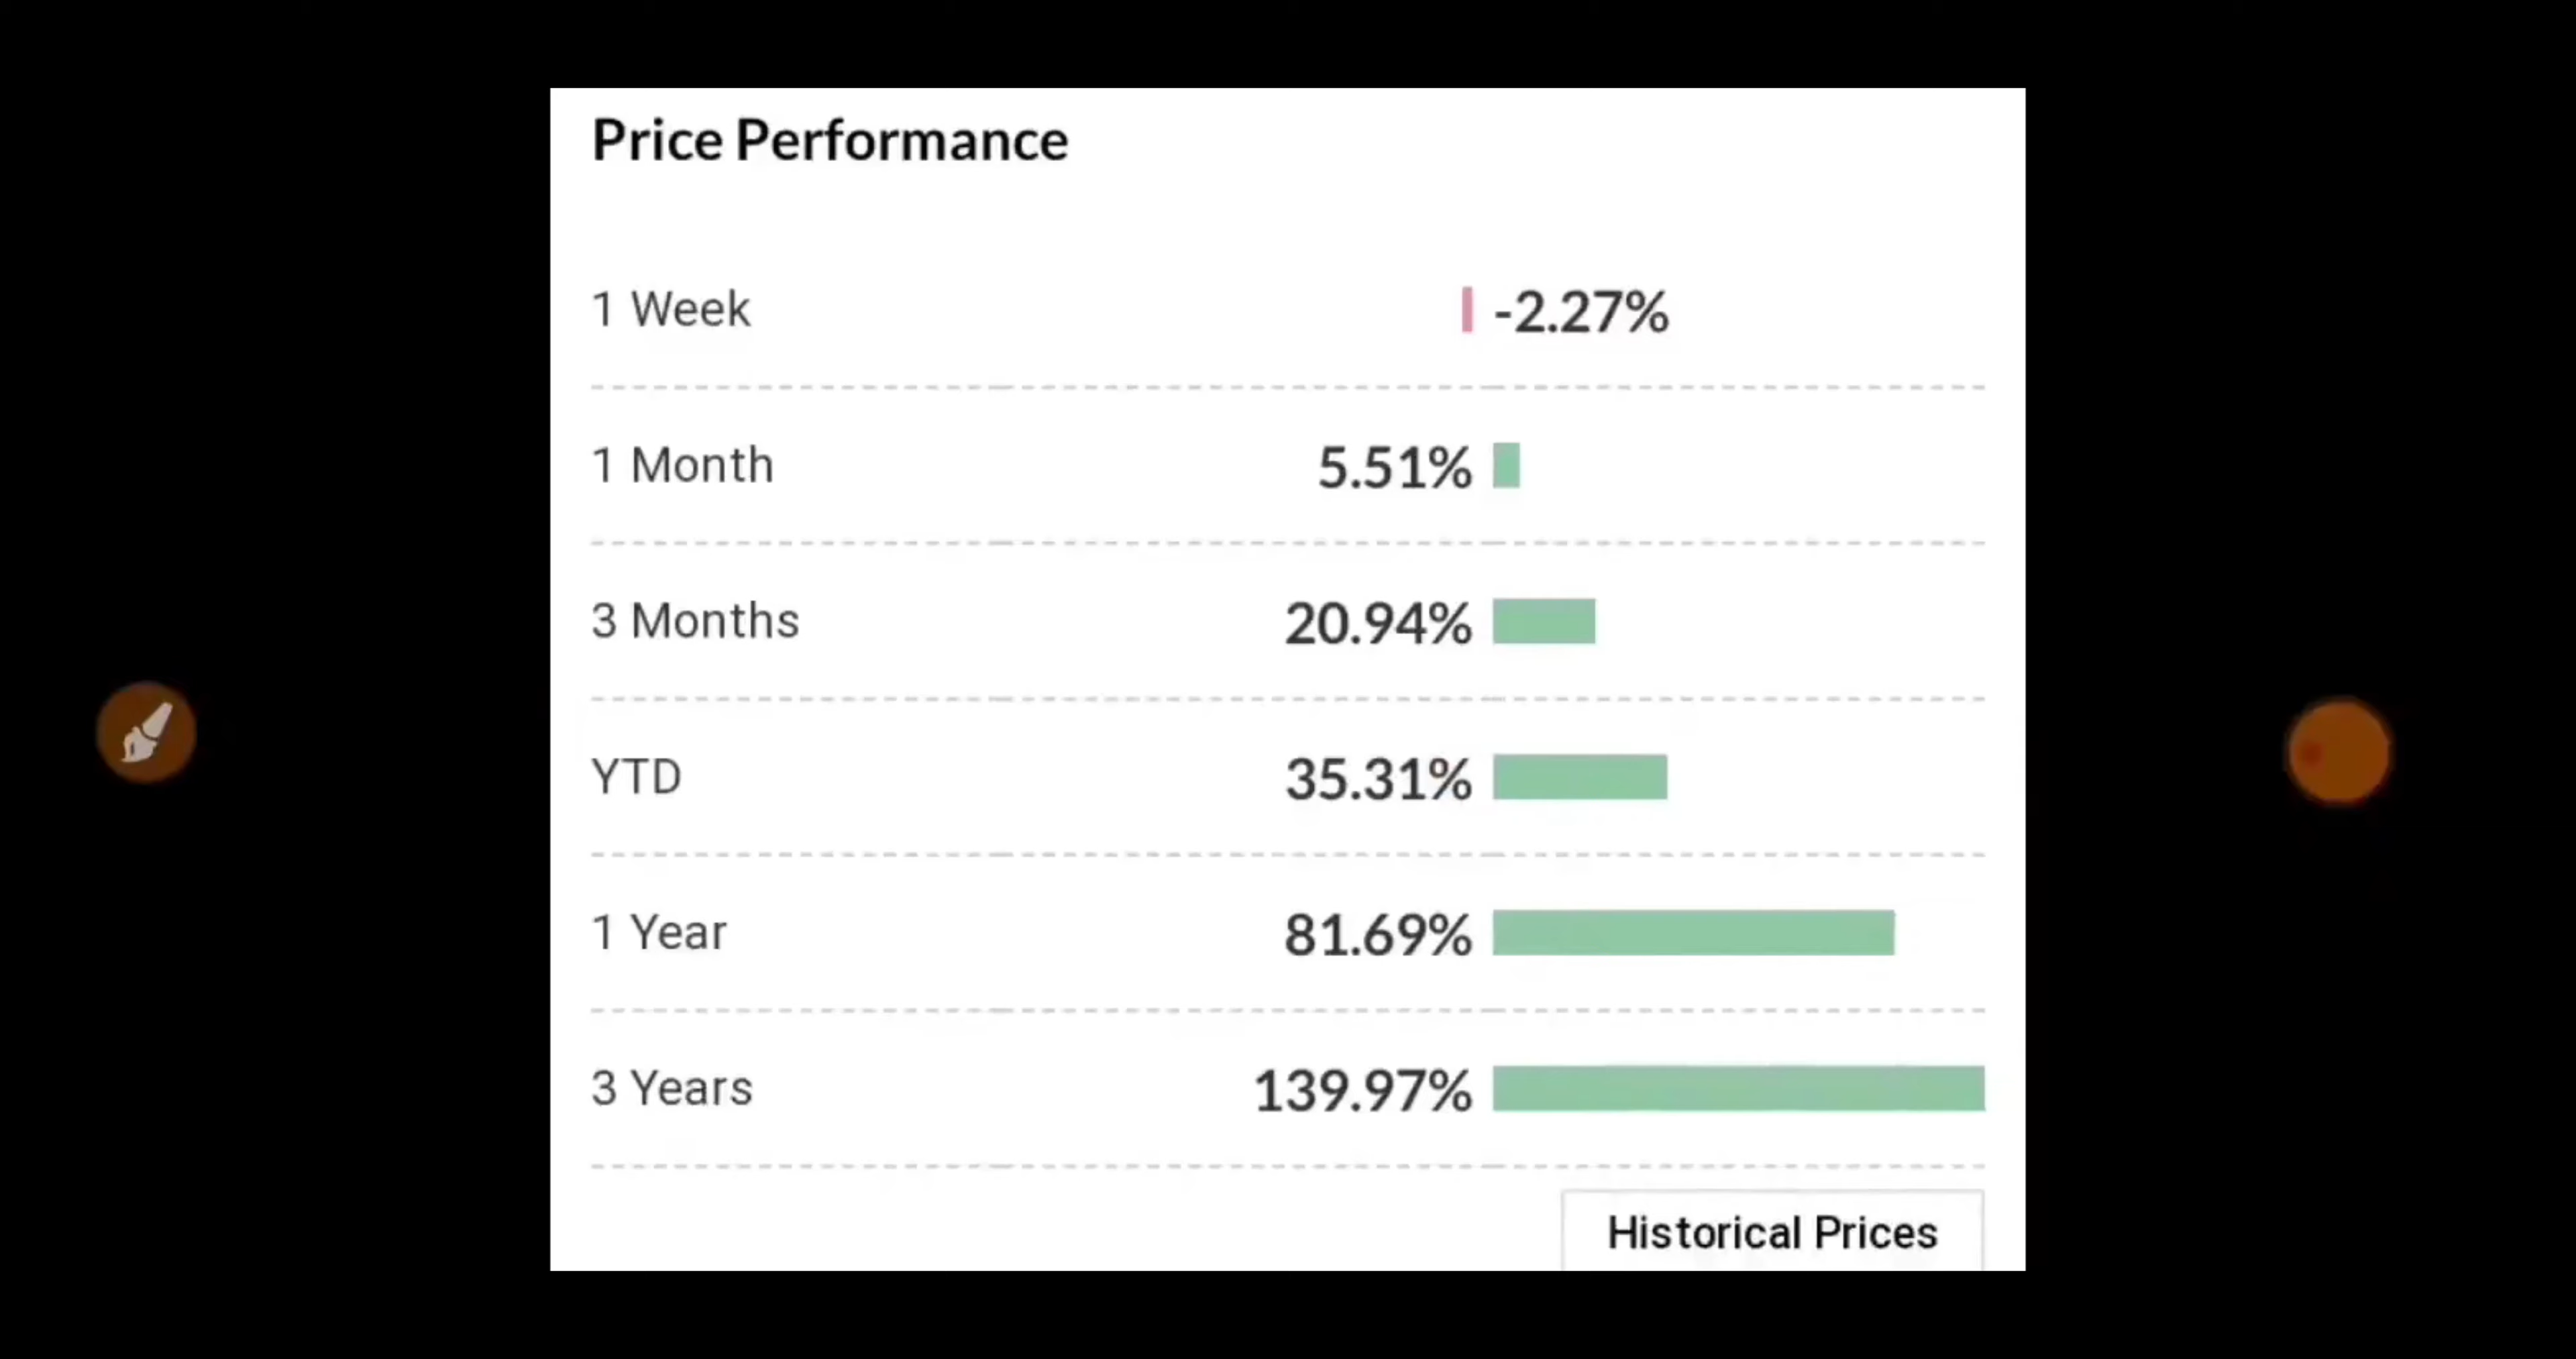 Price Performance
1 Week -2.27%
1 Month 5.51%
3 Months 20.94%
YTD 35.31%
1 Year 81.69%
3 Years 139.97%
Historical Prices